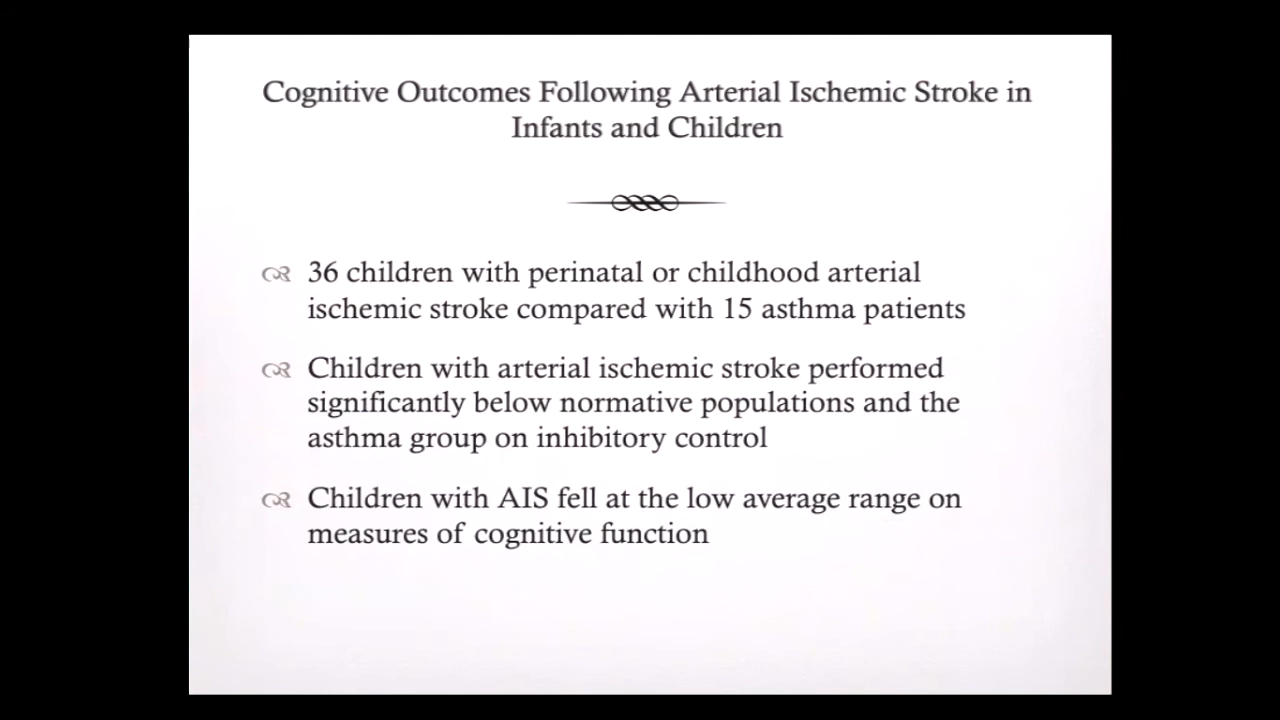 Cognitive Outcomes Following Arterial Ischemic Stroke in
Infants and Children
36 children with perinatal or childhood arterial
ischemic stroke compared with 15 asthma patients
Children with arterial ischemic stroke performed
significantly below normative populations and the
asthma group on inhibitory control
Children with AIS fell at the low average range on
measures of cognitive function